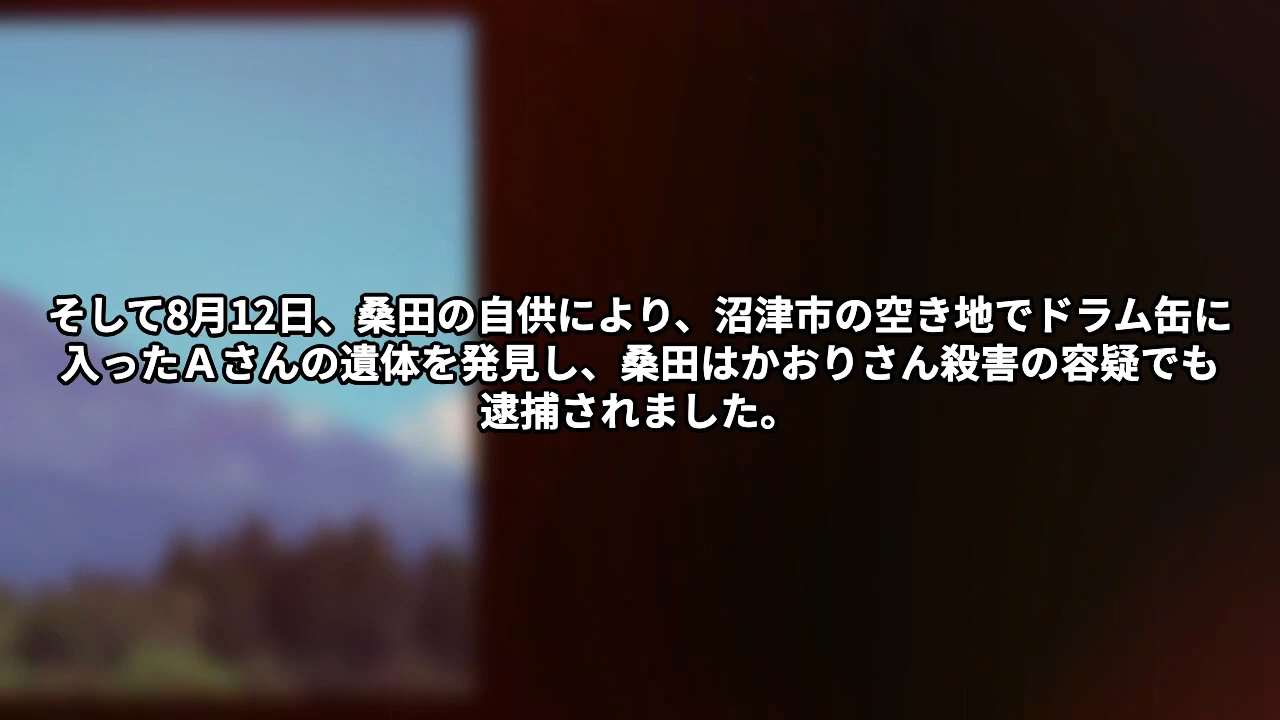 そして8月12日、桑田の自供により、沼津市の空き地でドラム缶に
入ったＡさんの遺体を発見し、桑田はかおりさん殺害の容疑でも
逮捕されました。